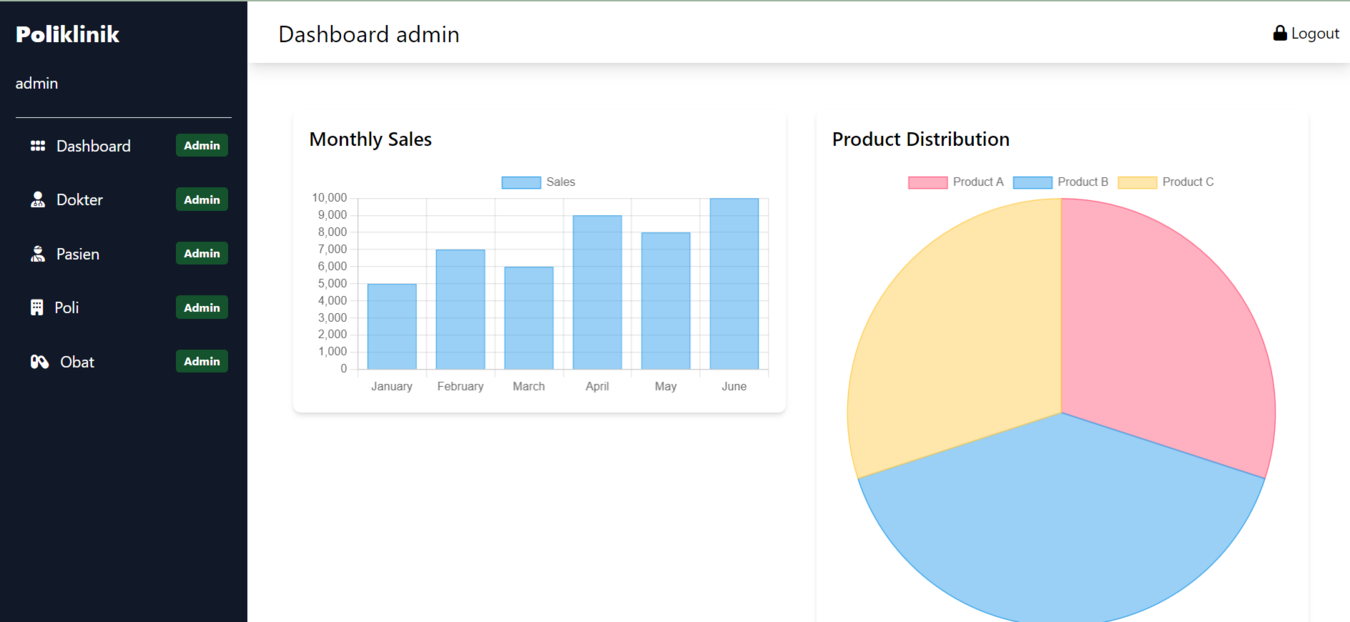 Poliklinik
admin
Dashboard Admin
Dokter Admin
Pasien Admin
Poli Admin
Obat Admin
Dashboard admin
Logout
Monthly Sales
Sales
10,000
9,000
8,000
7,000
6,000
5,000
4,000
3,000
2,000
1,000
0
January February March April May June
Product Distribution
Product A Product B Product C